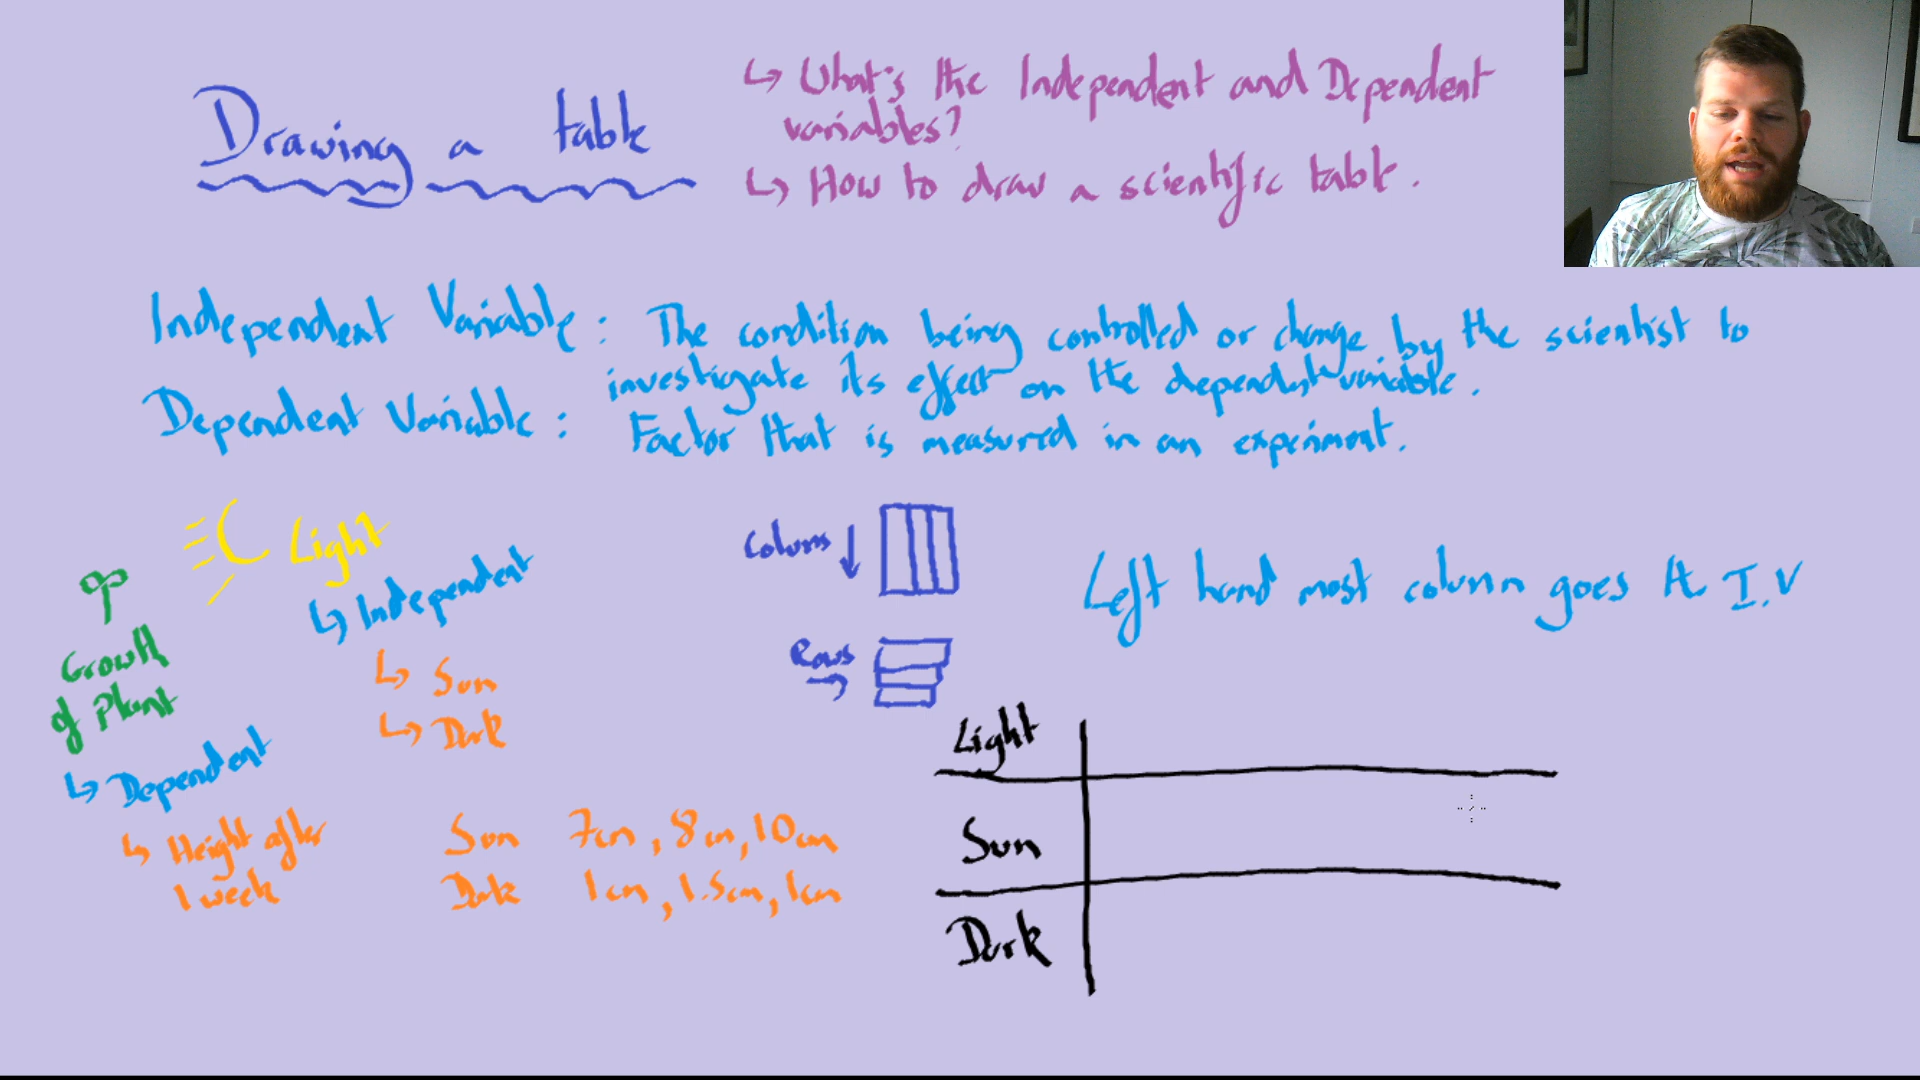 Drawing a table
↳ What's the Independent and Dependent
variables?
↳ How to draw a scientific table.
Independent Variable: The condition being controlled or change by the scientist to
investigate its effect on the dependent variable.
Dependent Variable: Factor that is measured in an experiment.
Light
↳ Independent
↳ Sun
↳ Dark
Growth
of Plant
↳ Dependent
↳ Height after
1 week
Sun 7cm, 8cm, 10cm
Dark 1cm, 1.5cm, 1cm
Colums ↓
Rows
→
Left hand most column goes the I.V
Light
Sun
Dark